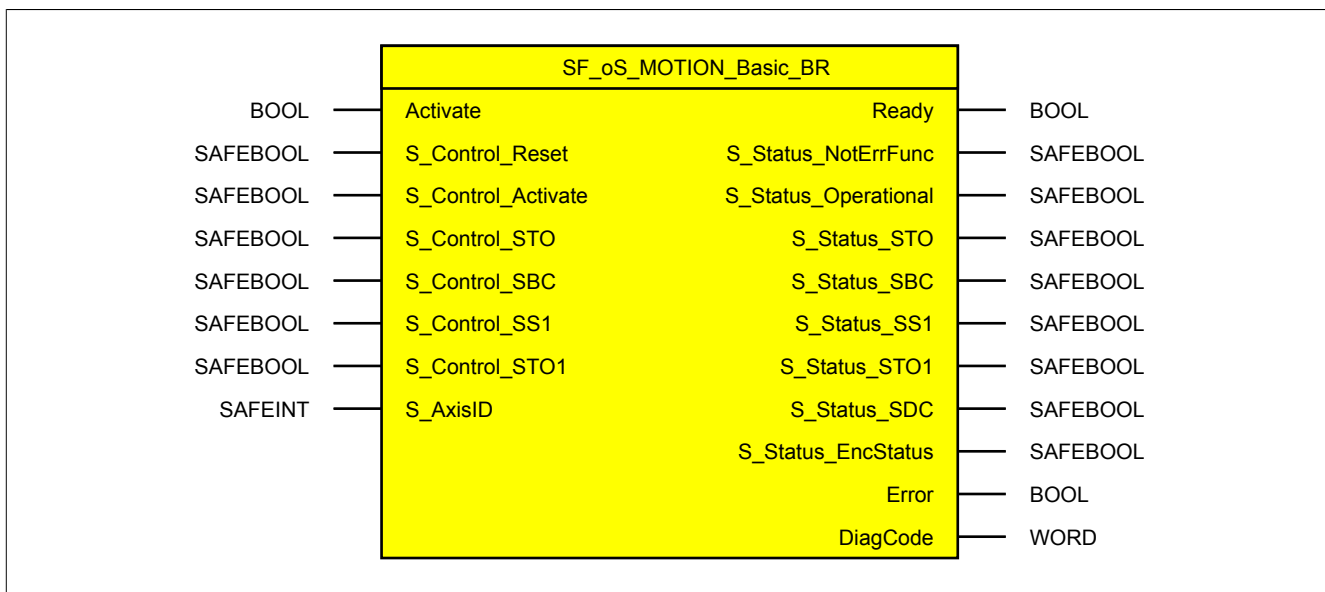 SF_oS_MOTION_Basic_BR
BOOL Activate Ready BOOL
SAFEBOOL S_Control_Reset S_Status_NotErrFunc SAFEBOOL
SAFEBOOL S_Control_Activate S_Status_Operational SAFEBOOL
SAFEBOOL S_Control_STO S_Status_STO SAFEBOOL
SAFEBOOL S_Control_SBC S_Status_SBC SAFEBOOL
SAFEBOOL S_Control_SS1 S_Status_SS1 SAFEBOOL
SAFEBOOL S_Control_STO1 S_Status_STO1 SAFEBOOL
SAFEINT S_AxisID S_Status_SDC SAFEBOOL
S_Status_EncStatus SAFEBOOL
Error BOOL
DiagCode WORD